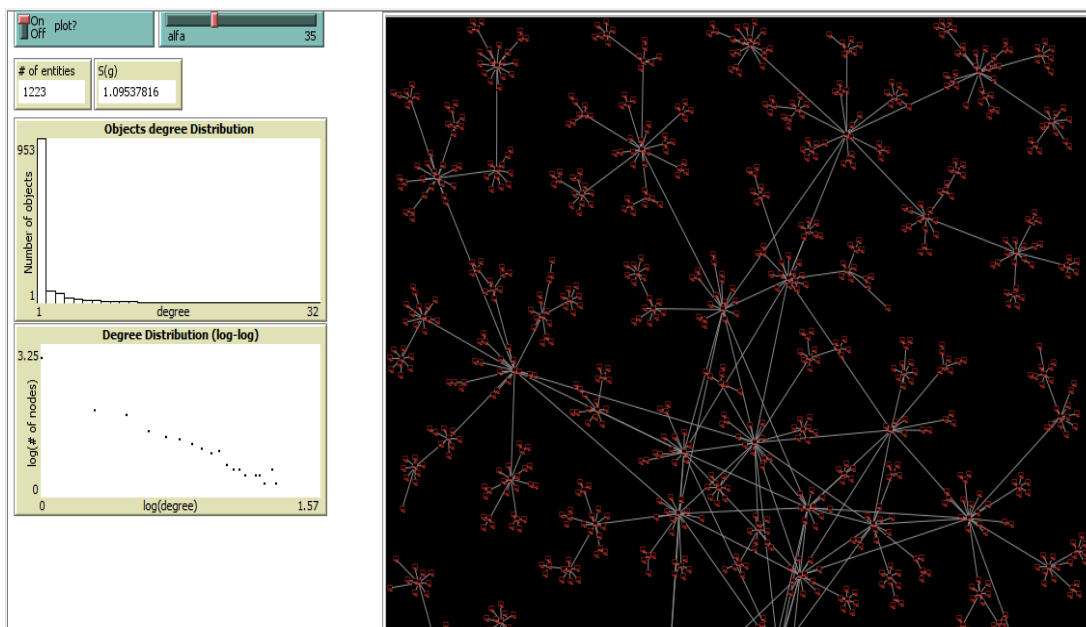 On
Off
plot?
alfa 35
# of entities
1223
S(g)
1.09537816
Objects degree Distribution
953
Number of objects
1
1 degree 32
Degree Distribution (log-log)
3.25
log(# of nodes)
0
0 log(degree) 1.57